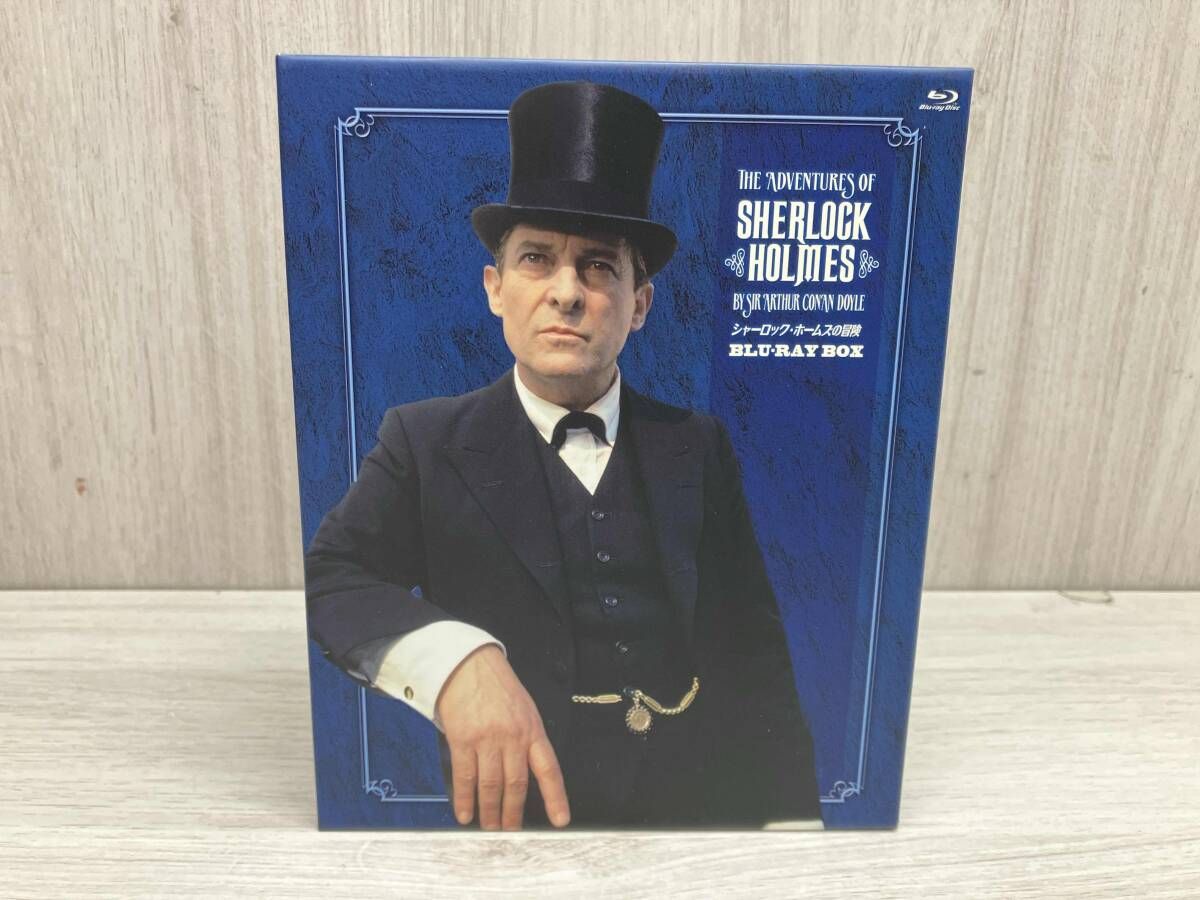 Blu-ray Disc
THE ADVENTURES OF
SHERLOCK
HOLMES
BY SIR ARTHUR CONAN DOYLE
シャーロック・ホームズの冒険
BLU-RAY BOX